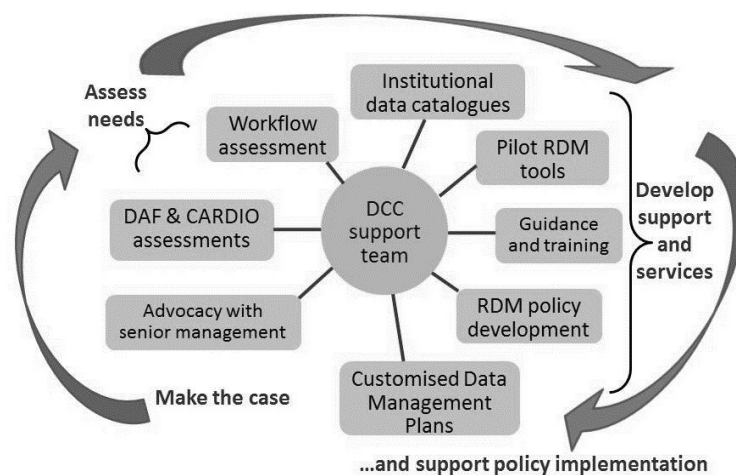 Assess
needs
Institutional
data catalogues
Workflow
assessment
Pilot RDM
tools
DAF & CARDIO
assessments
DCC
support
team
Guidance
and training
Develop
support
and
services
Advocacy with
senior management
RDM policy
development
Make the case
Customised Data
Management
Plans
...and support policy implementation